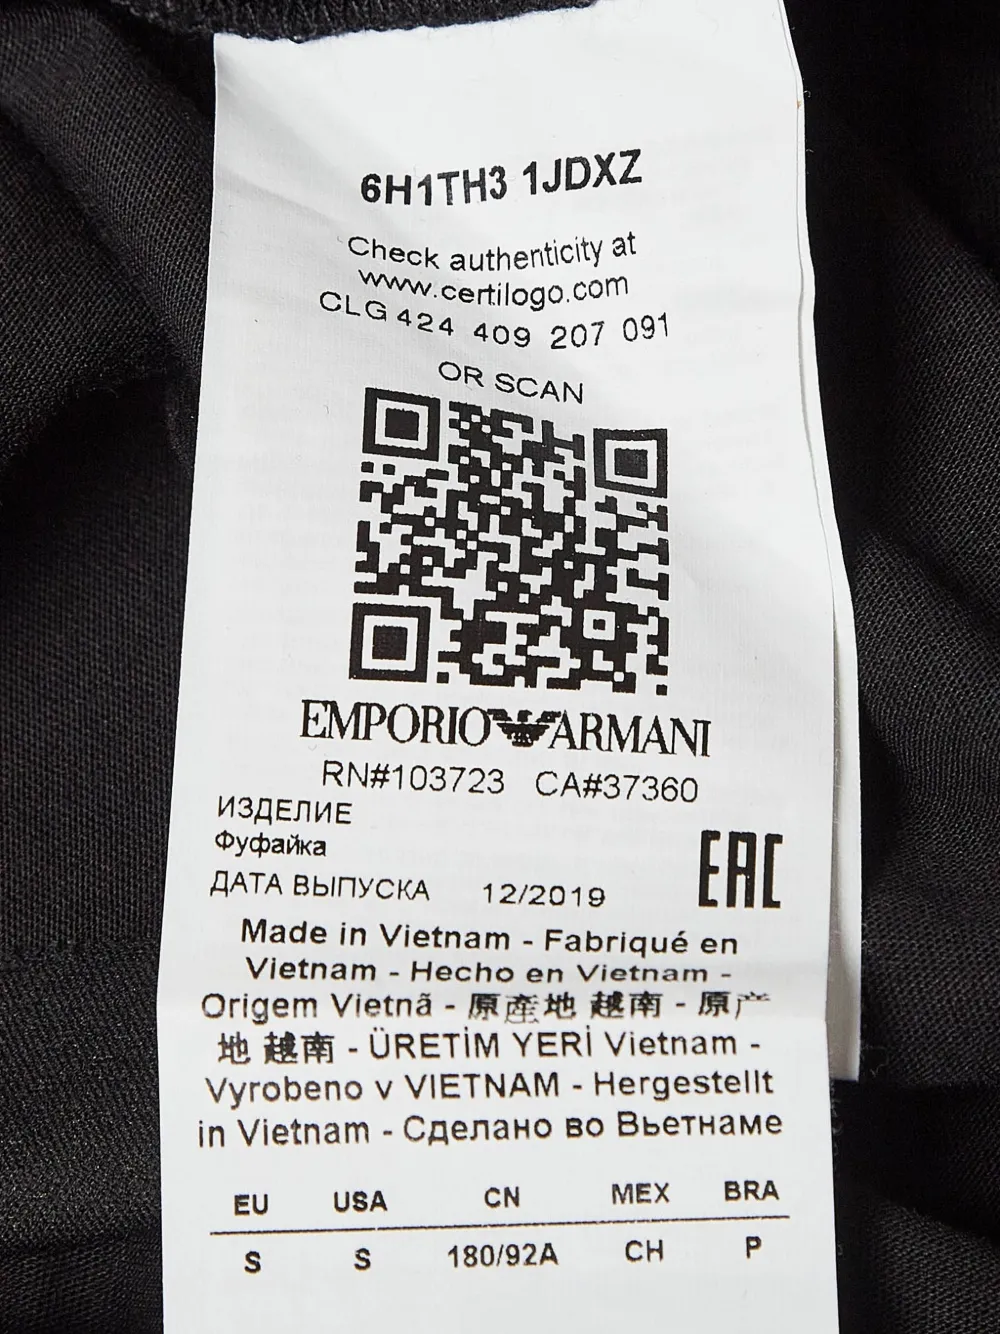 6H1TH3 1JDXZ
Check authenticity at
www.certilogo.com
CLG 424 409 207 091
OR SCAN
EMPORIO ARMANI
RN#103723 CA#37360
ИЗДЕЛИЕ
Фуфайка
ДАТА ВЫПУСКА 12/2019
EAC
Made in Vietnam - Fabriqué en
Vietnam - Hecho en Vietnam -
Origem Vietnã - 原產地 越南 - 原产
地 越南 - ÜRETİM YERİ Vietnam -
Vyrobeno v VIETNAM - Hergestellt
in Vietnam - Сделано во Вьетнаме
EU USA CN MEX BRA
S S 180/92A CH P